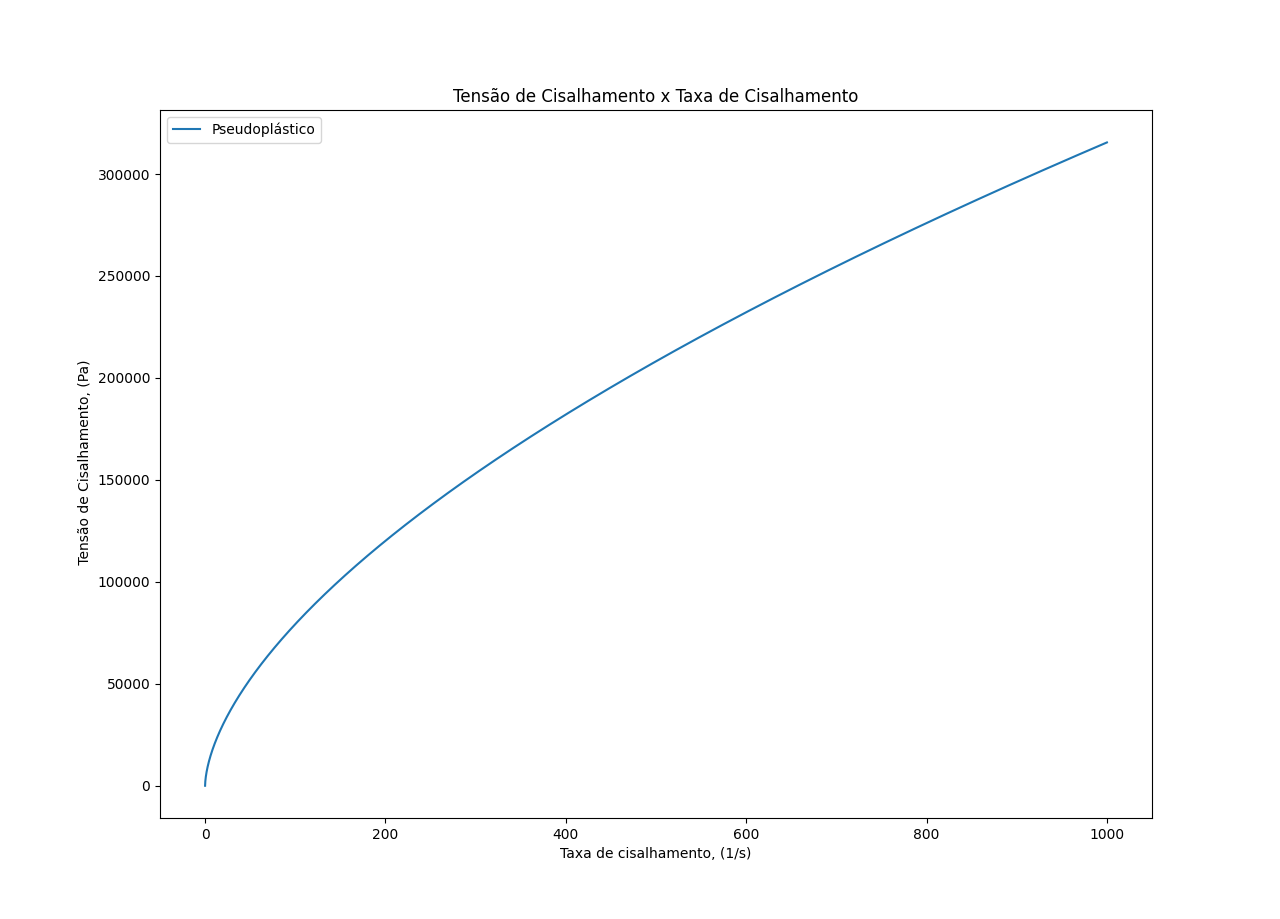 Tensão de Cisalhamento x Taxa de Cisalhamento
Pseudoplástico
300000
250000
200000
150000
100000
50000
0
Tensão de Cisalhamento, (Pa)
0 200 400 600 800 1000
Taxa de cisalhamento, (1/s)